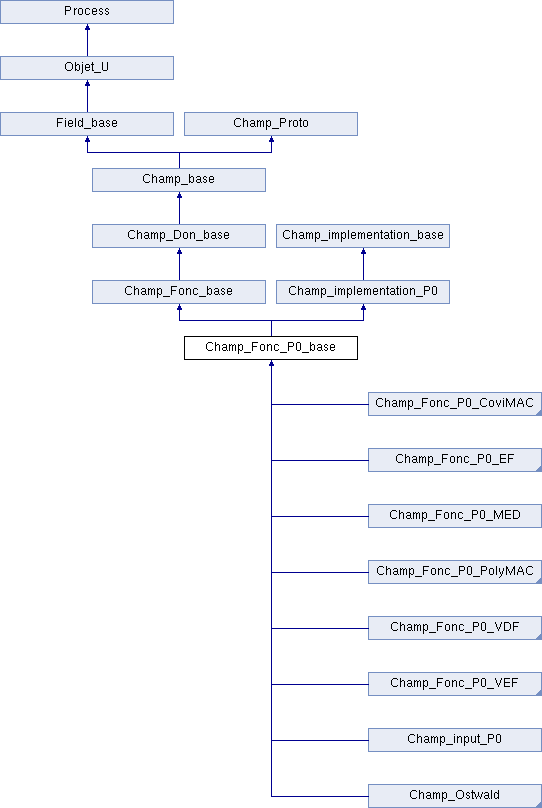 Process
Objet_U
Field_base
Champ_Proto
Champ_base
Champ_Don_base
Champ_implementation_base
Champ_Fonc_base
Champ_implementation_P0
Champ_Fonc_P0_base
Champ_Fonc_P0_CoviMAC
Champ_Fonc_P0_EF
Champ_Fonc_P0_MED
Champ_Fonc_P0_PolyMAC
Champ_Fonc_P0_VDF
Champ_Fonc_P0_VEF
Champ_input_P0
Champ_Ostwald